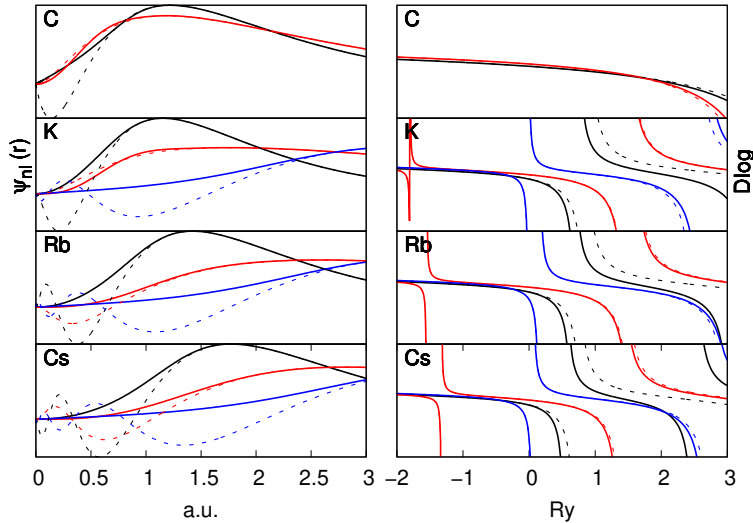 C
C
ψnl (r)
K
K
Dlog
Rb
Rb
Cs
Cs
0 0.5 1 1.5 2 2.5 3
−2 −1 0 1 2 3
a.u.
Ry